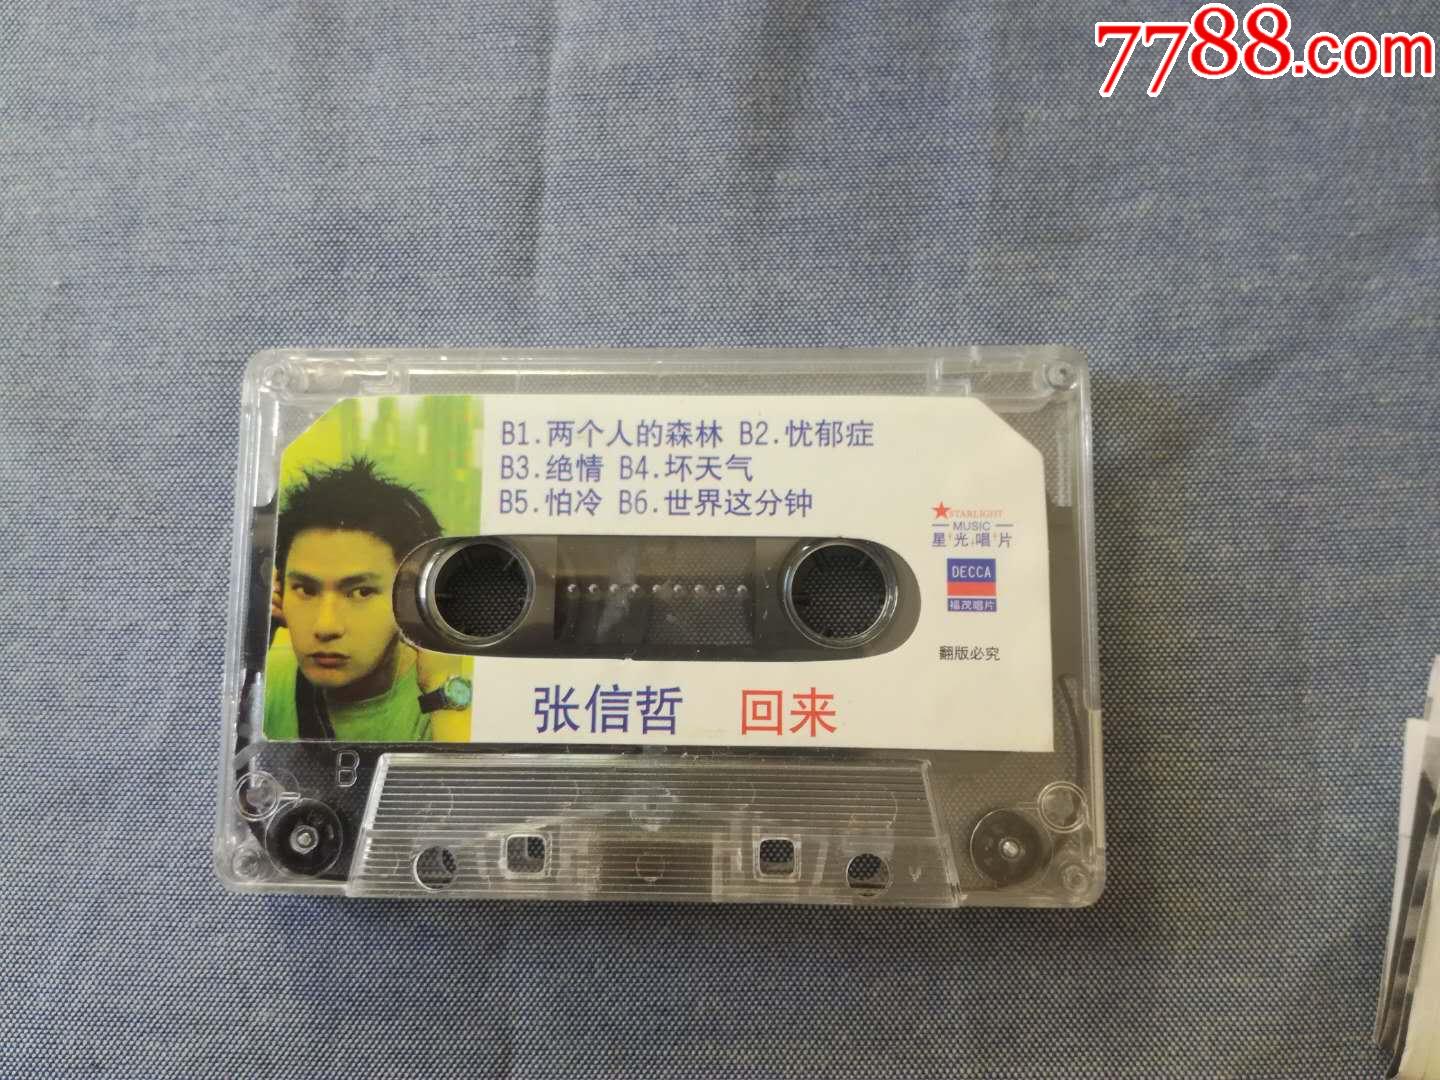 7788.com
B1.两个人的森林 B2.忧郁症
B3.绝情 B4.坏天气
B5.怕冷 B6.世界这分钟
STARLIGHT
MUSIC
星光唱片
DECCA
福茂唱片
翻版必究
张信哲 回来
B